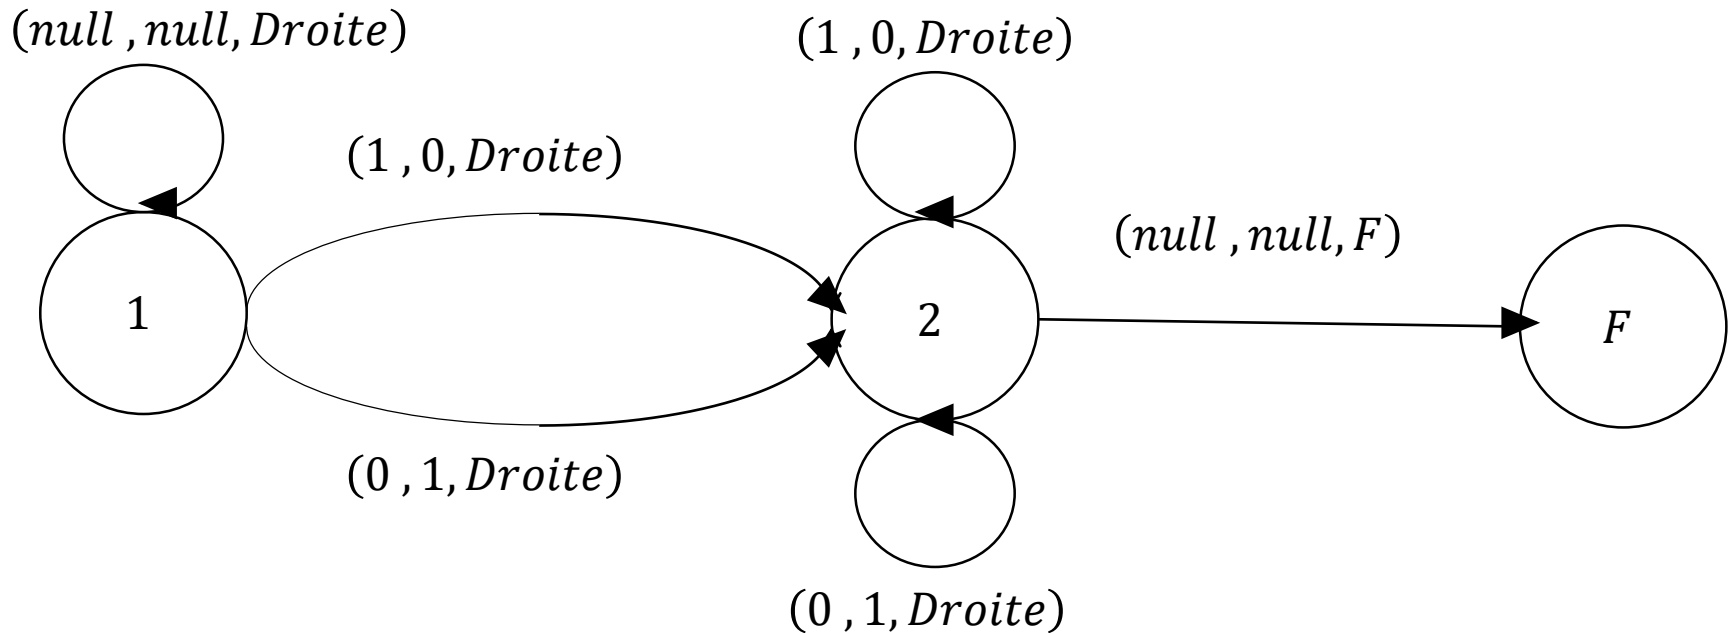 (null , null, Droite)
(1 , 0, Droite)
(1 , 0, Droite)
(null , null, F)
1
2
F
(0 , 1, Droite)
(0 , 1, Droite)